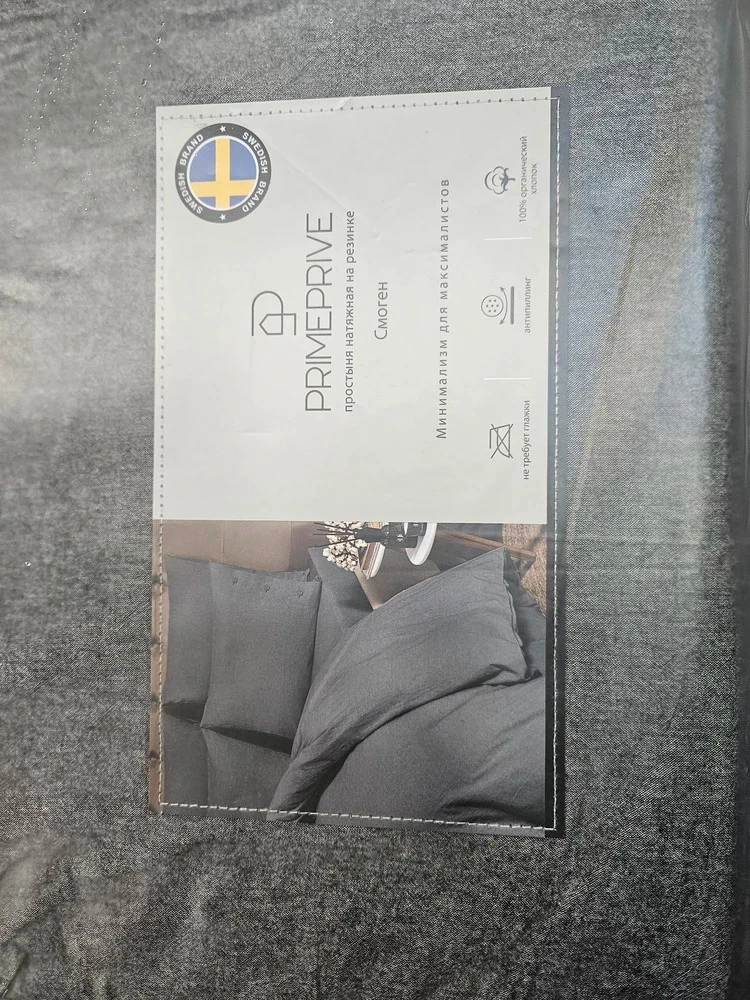 SWEDISH BRAND
SWEDISH BRAND
PRIMEPRIVE
простыня натяжная на резинке
Смоген
Минимализм для максималистов
не требует глажки
антипиллинг
100% органический
хлопок